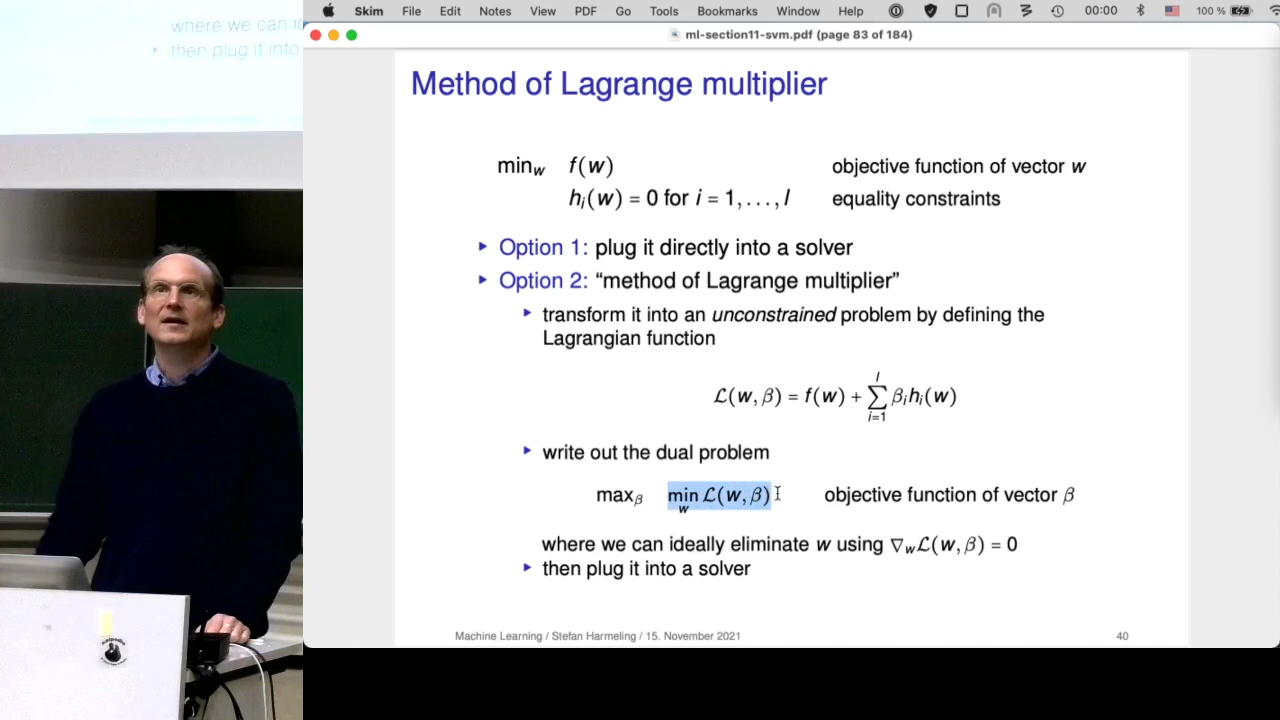 where we can
then plug it into
Skim File Edit Notes View PDF Go Tools Bookmarks Window Help 00:00 100 %
ml-section11-svm.pdf (page 83 of 184)
Method of Lagrange multiplier
min_w f(w) objective function of vector w
h_i(w) = 0 for i = 1, . . . , l equality constraints
▸ Option 1: plug it directly into a solver
▸ Option 2: “method of Lagrange multiplier”
▸ transform it into an unconstrained problem by defining the
Lagrangian function
ℒ(w, β) = f(w) + ∑_{i=1}^{l} β_i h_i(w)
▸ write out the dual problem
max_β min_w ℒ(w, β) objective function of vector β
where we can ideally eliminate w using ∇_w ℒ(w, β) = 0
▸ then plug it into a solver
Machine Learning / Stefan Harmeling / 15. November 2021 40